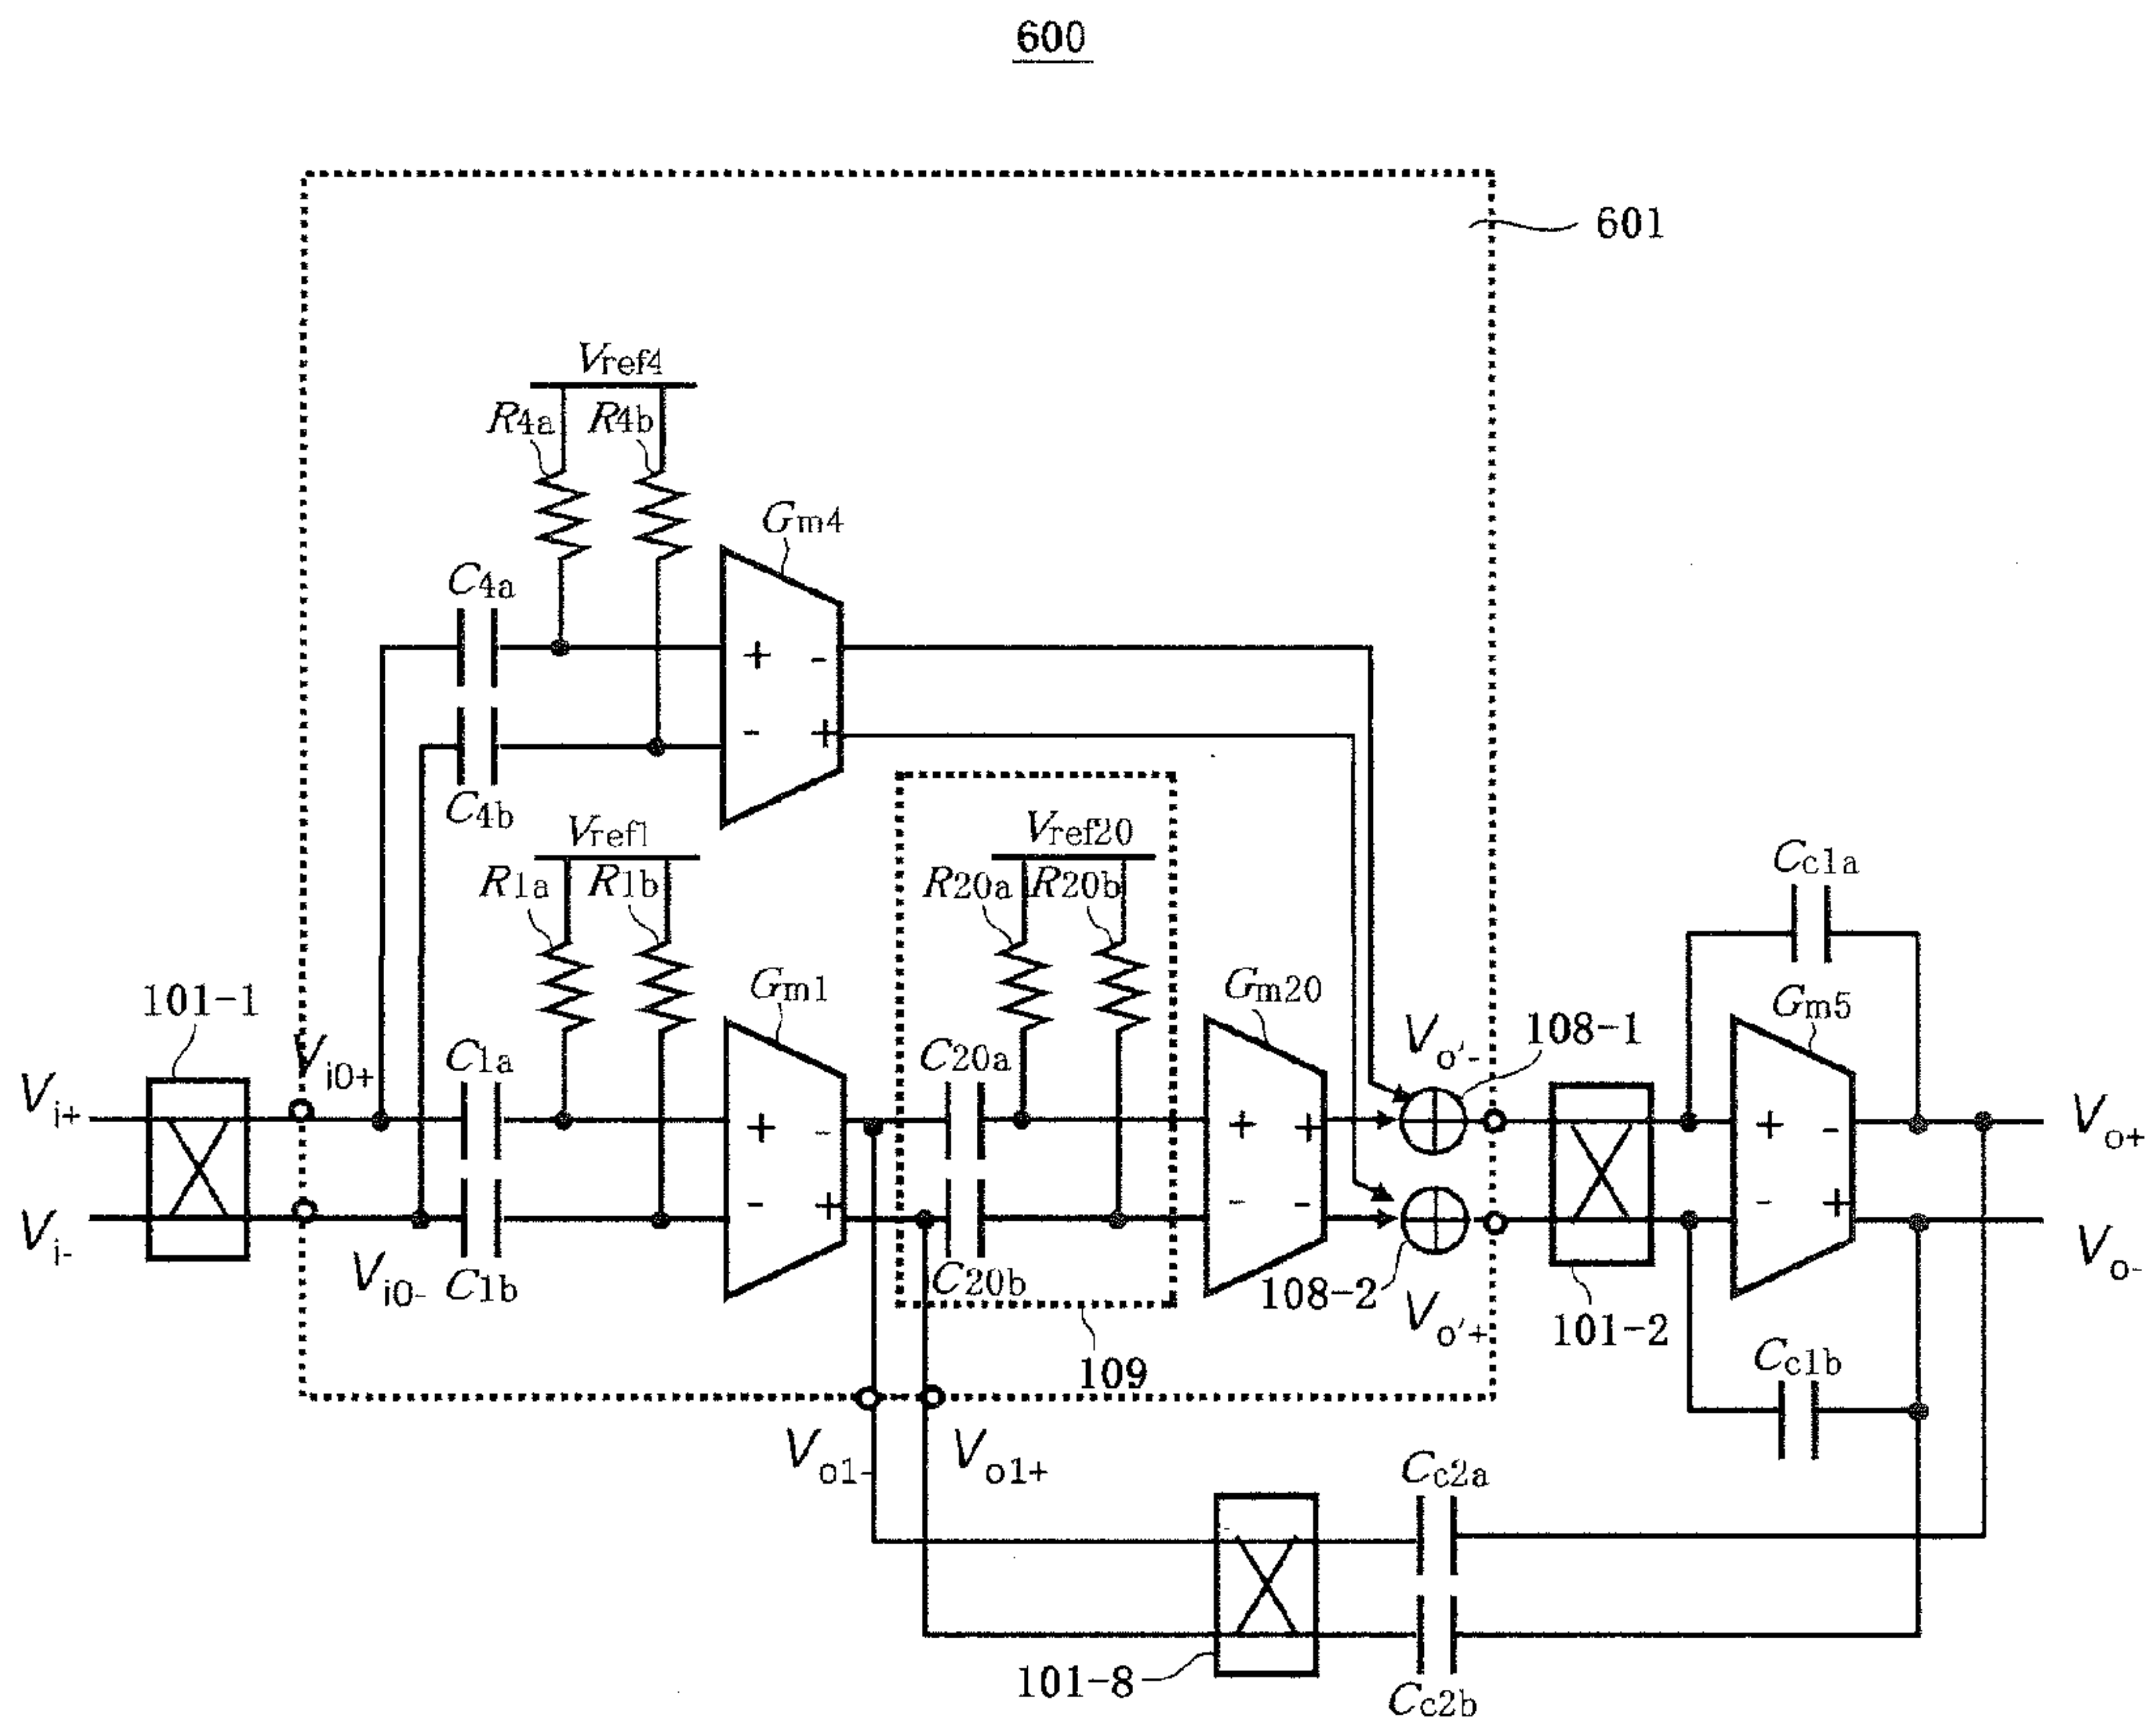 600
601
Vref4
R4a R4b
Gm4
C4a
+ -
- +
C4b
Vref1
Vref20
R1a R1b
R20a R20b
Cc1a
Gm1
Gm20
Gm5
101-1
Vi0+
C1a
C20a
Vo'-
108-1
Vi+
+ -
+ +
+ -
Vo+
Vi-
- +
- -
- +
Vo-
Vi0-
C1b
C20b
108-2
Vo'+
101-2
109
Cc1b
Vo1-
Vo1+
Cc2a
101-8
Cc2b